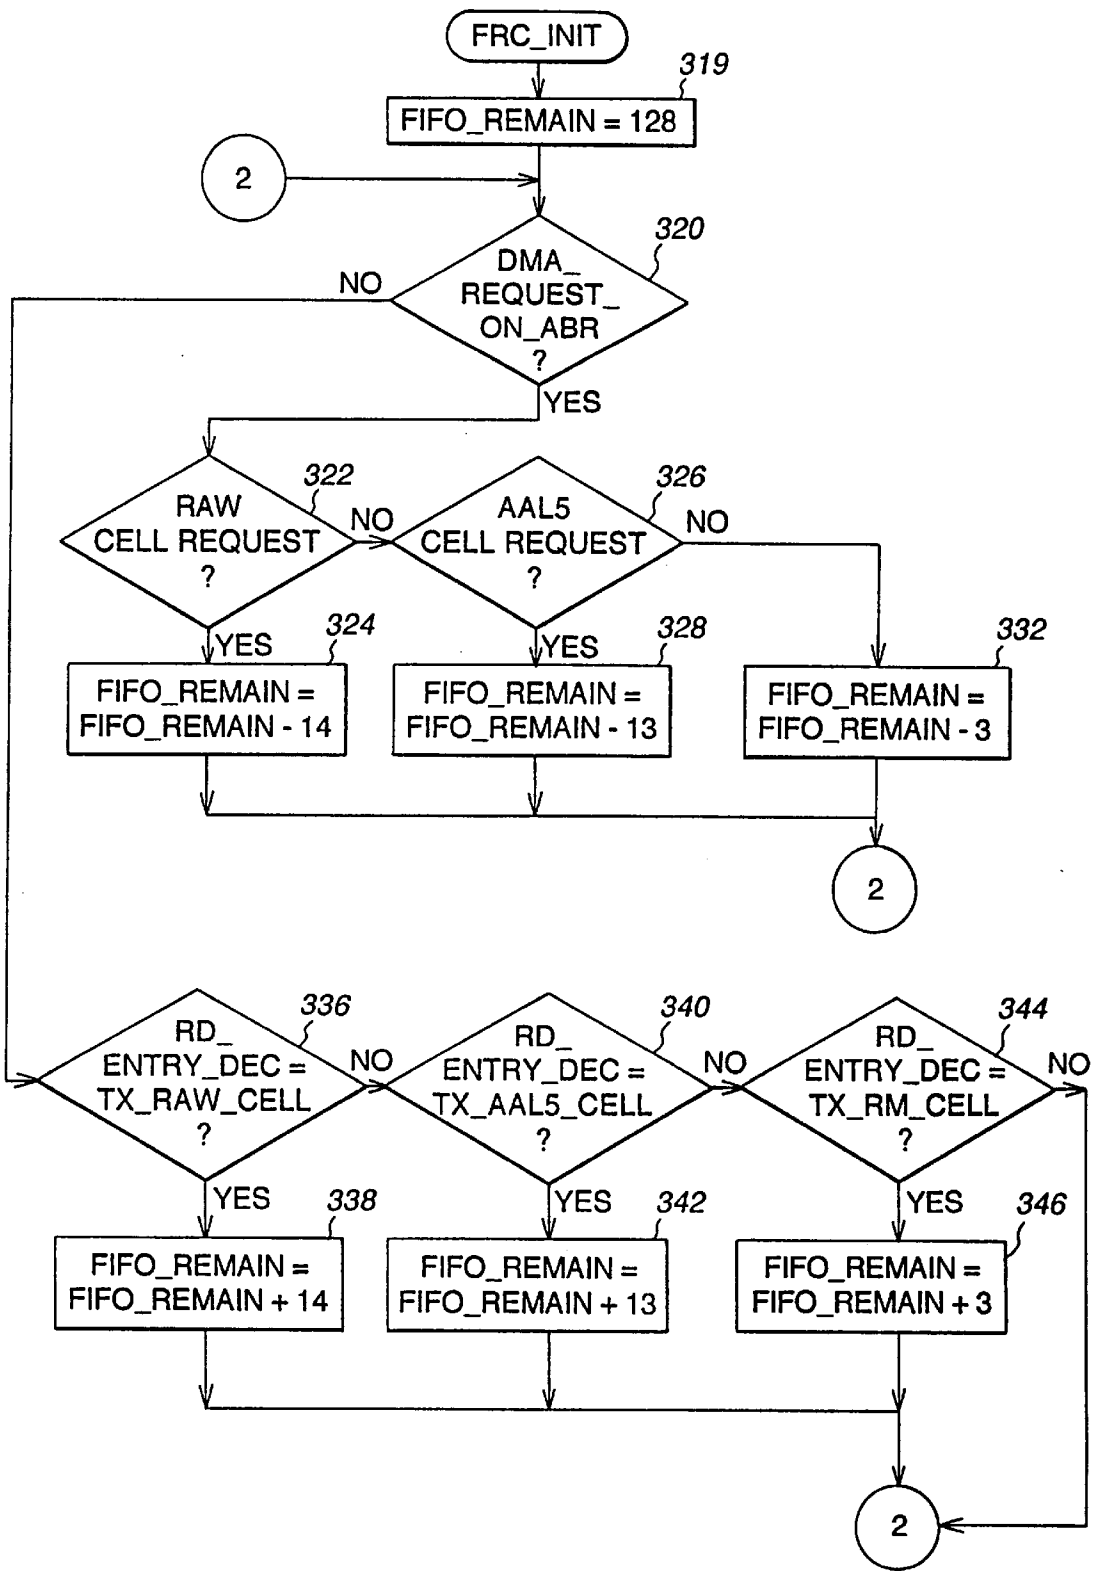 FRC_INIT
319
FIFO_REMAIN = 128
2
320
DMA_
REQUEST_
ON_ABR
?
NO
YES
322
RAW
CELL REQUEST
?
NO
326
AAL5
CELL REQUEST
?
NO
YES
324
FIFO_REMAIN =
FIFO_REMAIN - 14
YES
328
FIFO_REMAIN =
FIFO_REMAIN - 13
332
FIFO_REMAIN =
FIFO_REMAIN - 3
2
336
RD_
ENTRY_DEC =
TX_RAW_CELL
?
NO
340
RD_
ENTRY_DEC =
TX_AAL5_CELL
?
NO
344
RD_
ENTRY_DEC =
TX_RM_CELL
?
NO
YES
338
FIFO_REMAIN =
FIFO_REMAIN + 14
YES
342
FIFO_REMAIN =
FIFO_REMAIN + 13
YES
346
FIFO_REMAIN =
FIFO_REMAIN + 3
2